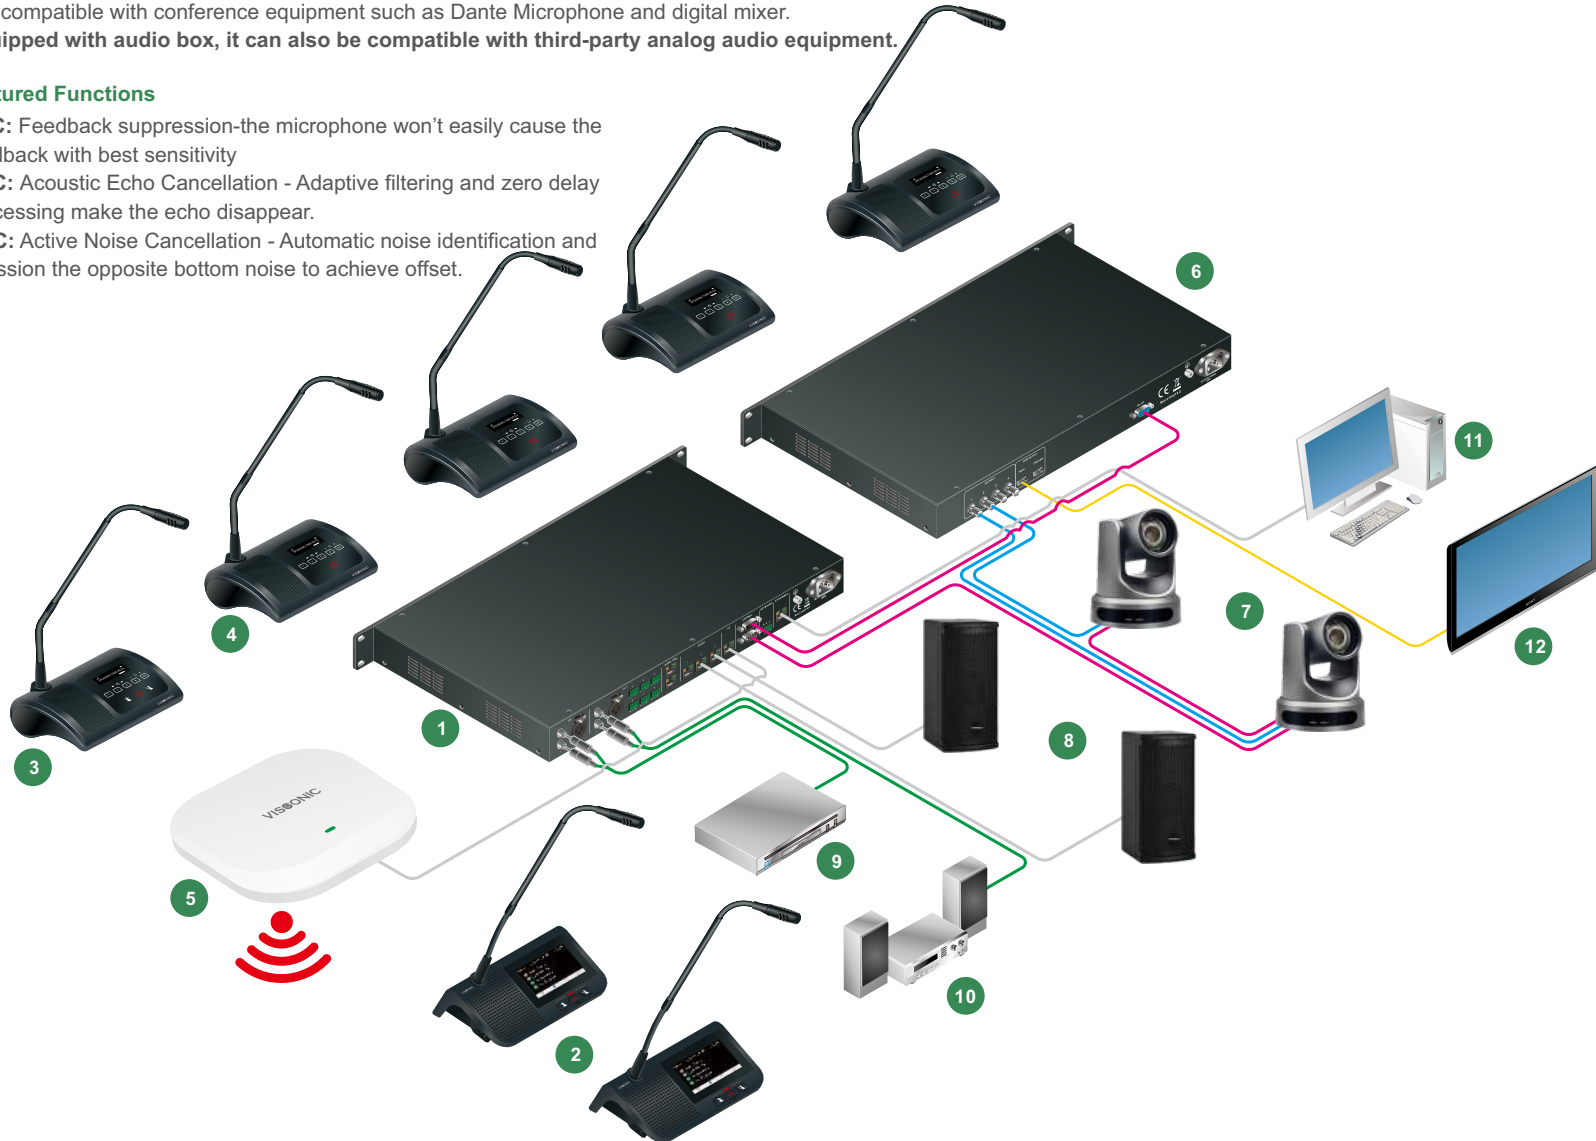 compatible with conference equipment such as Dante Microphone and digital mixer.
uipped with audio box, it can also be compatible with third-party analog audio equipment.
tured Functions
C: Feedback suppression-the microphone won't easily cause the
dback with best sensitivity
C: Acoustic Echo Cancellation - Adaptive filtering and zero delay
cessing make the echo disappear.
C: Active Noise Cancellation - Automatic noise identification and
ssion the opposite bottom noise to achieve offset.
6
11
4
7
12
1
3
8
VISSONIC
9
5
10
2
SONY